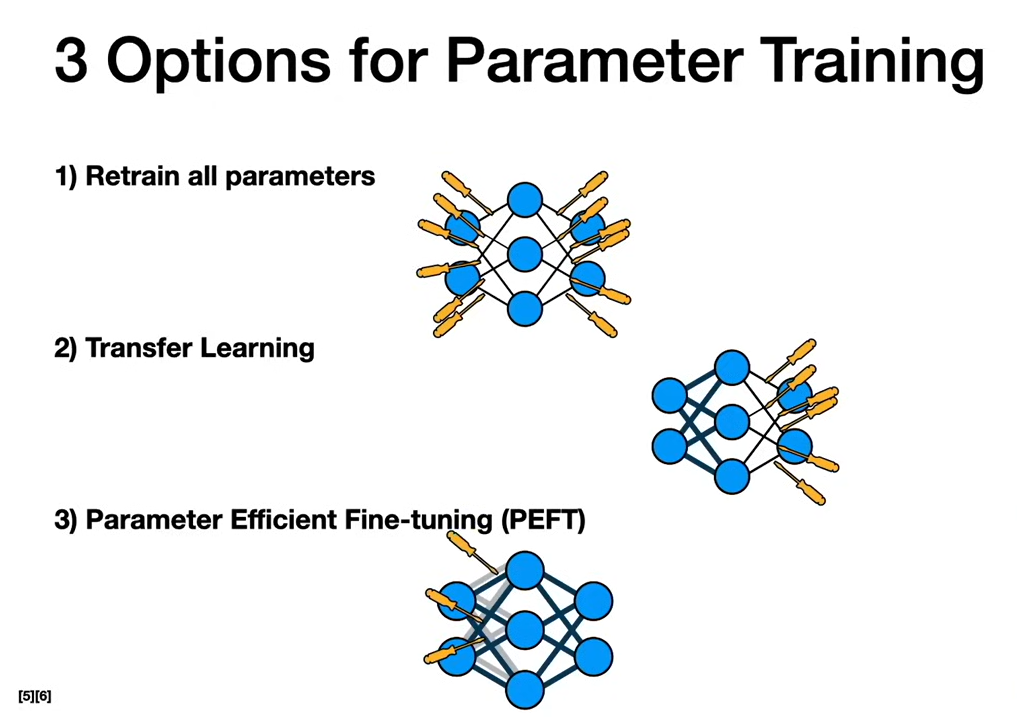 3 Options for Parameter Training
1) Retrain all parameters
2) Transfer Learning
3) Parameter Efficient Fine-tuning (PEFT)
[5][6]